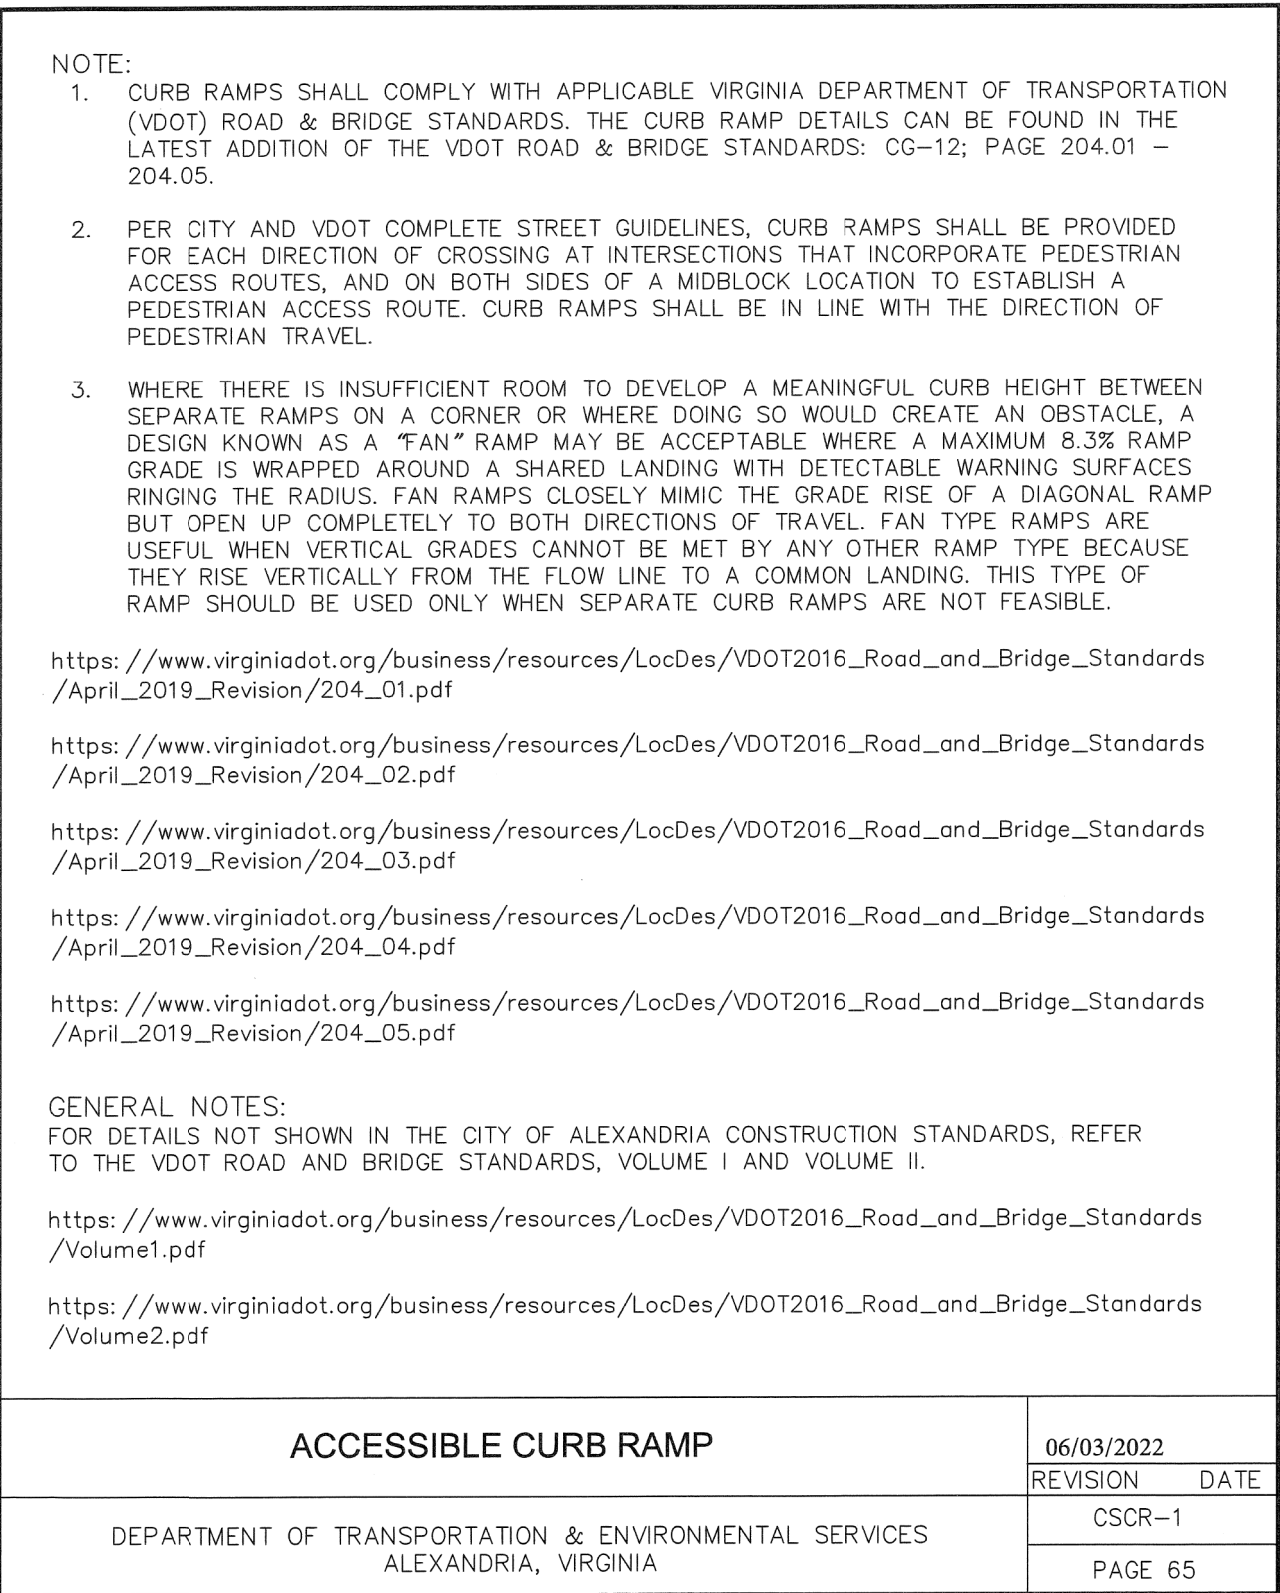 NOTE:
1. CURB RAMPS SHALL COMPLY WITH APPLICABLE VIRGINIA DEPARTMENT OF TRANSPORTATION
(VDOT) ROAD & BRIDGE STANDARDS. THE CURB RAMP DETAILS CAN BE FOUND IN THE
LATEST ADDITION OF THE VDOT ROAD & BRIDGE STANDARDS: CG-12; PAGE 204.01 –
204.05.
2. PER CITY AND VDOT COMPLETE STREET GUIDELINES, CURB RAMPS SHALL BE PROVIDED
FOR EACH DIRECTION OF CROSSING AT INTERSECTIONS THAT INCORPORATE PEDESTRIAN
ACCESS ROUTES, AND ON BOTH SIDES OF A MIDBLOCK LOCATION TO ESTABLISH A
PEDESTRIAN ACCESS ROUTE. CURB RAMPS SHALL BE IN LINE WITH THE DIRECTION OF
PEDESTRIAN TRAVEL.
3. WHERE THERE IS INSUFFICIENT ROOM TO DEVELOP A MEANINGFUL CURB HEIGHT BETWEEN
SEPARATE RAMPS ON A CORNER OR WHERE DOING SO WOULD CREATE AN OBSTACLE, A
DESIGN KNOWN AS A "FAN" RAMP MAY BE ACCEPTABLE WHERE A MAXIMUM 8.3% RAMP
GRADE IS WRAPPED AROUND A SHARED LANDING WITH DETECTABLE WARNING SURFACES
RINGING THE RADIUS. FAN RAMPS CLOSELY MIMIC THE GRADE RISE OF A DIAGONAL RAMP
BUT OPEN UP COMPLETELY TO BOTH DIRECTIONS OF TRAVEL. FAN TYPE RAMPS ARE
USEFUL WHEN VERTICAL GRADES CANNOT BE MET BY ANY OTHER RAMP TYPE BECAUSE
THEY RISE VERTICALLY FROM THE FLOW LINE TO A COMMON LANDING. THIS TYPE OF
RAMP SHOULD BE USED ONLY WHEN SEPARATE CURB RAMPS ARE NOT FEASIBLE.
https://www.virginiadot.org/business/resources/LocDes/VDOT2016_Road_and_Bridge_Standards
/April_2019_Revision/204_01.pdf
https://www.virginiadot.org/business/resources/LocDes/VDOT2016_Road_and_Bridge_Standards
/April_2019_Revision/204_02.pdf
https://www.virginiadot.org/business/resources/LocDes/VDOT2016_Road_and_Bridge_Standards
/April_2019_Revision/204_03.pdf
https://www.virginiadot.org/business/resources/LocDes/VDOT2016_Road_and_Bridge_Standards
/April_2019_Revision/204_04.pdf
https://www.virginiadot.org/business/resources/LocDes/VDOT2016_Road_and_Bridge_Standards
/April_2019_Revision/204_05.pdf
GENERAL NOTES:
FOR DETAILS NOT SHOWN IN THE CITY OF ALEXANDRIA CONSTRUCTION STANDARDS, REFER
TO THE VDOT ROAD AND BRIDGE STANDARDS, VOLUME I AND VOLUME II.
https://www.virginiadot.org/business/resources/LocDes/VDOT2016_Road_and_Bridge_Standards
/Volume1.pdf
https://www.virginiadot.org/business/resources/LocDes/VDOT2016_Road_and_Bridge_Standards
/Volume2.pdf
ACCESSIBLE CURB RAMP
06/03/2022
REVISION DATE
DEPARTMENT OF TRANSPORTATION & ENVIRONMENTAL SERVICES
ALEXANDRIA, VIRGINIA
CSCR-1
PAGE 65